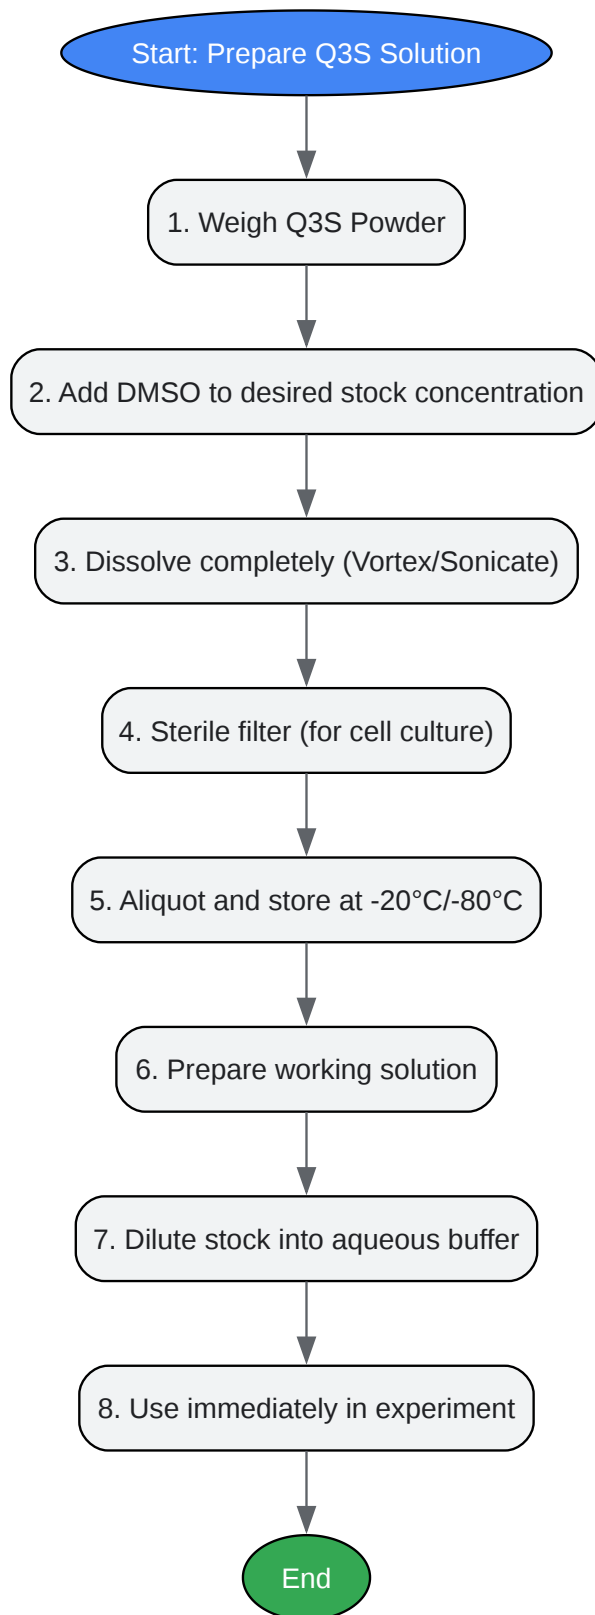 Start: Prepare Q3S Solution
1. Weigh Q3S Powder
2. Add DMSO to desired stock concentration
3. Dissolve completely (Vortex/Sonicate)
4. Sterile filter (for cell culture)
5. Aliquot and store at -20°C/-80°C
6. Prepare working solution
7. Dilute stock into aqueous buffer
8. Use immediately in experiment
End